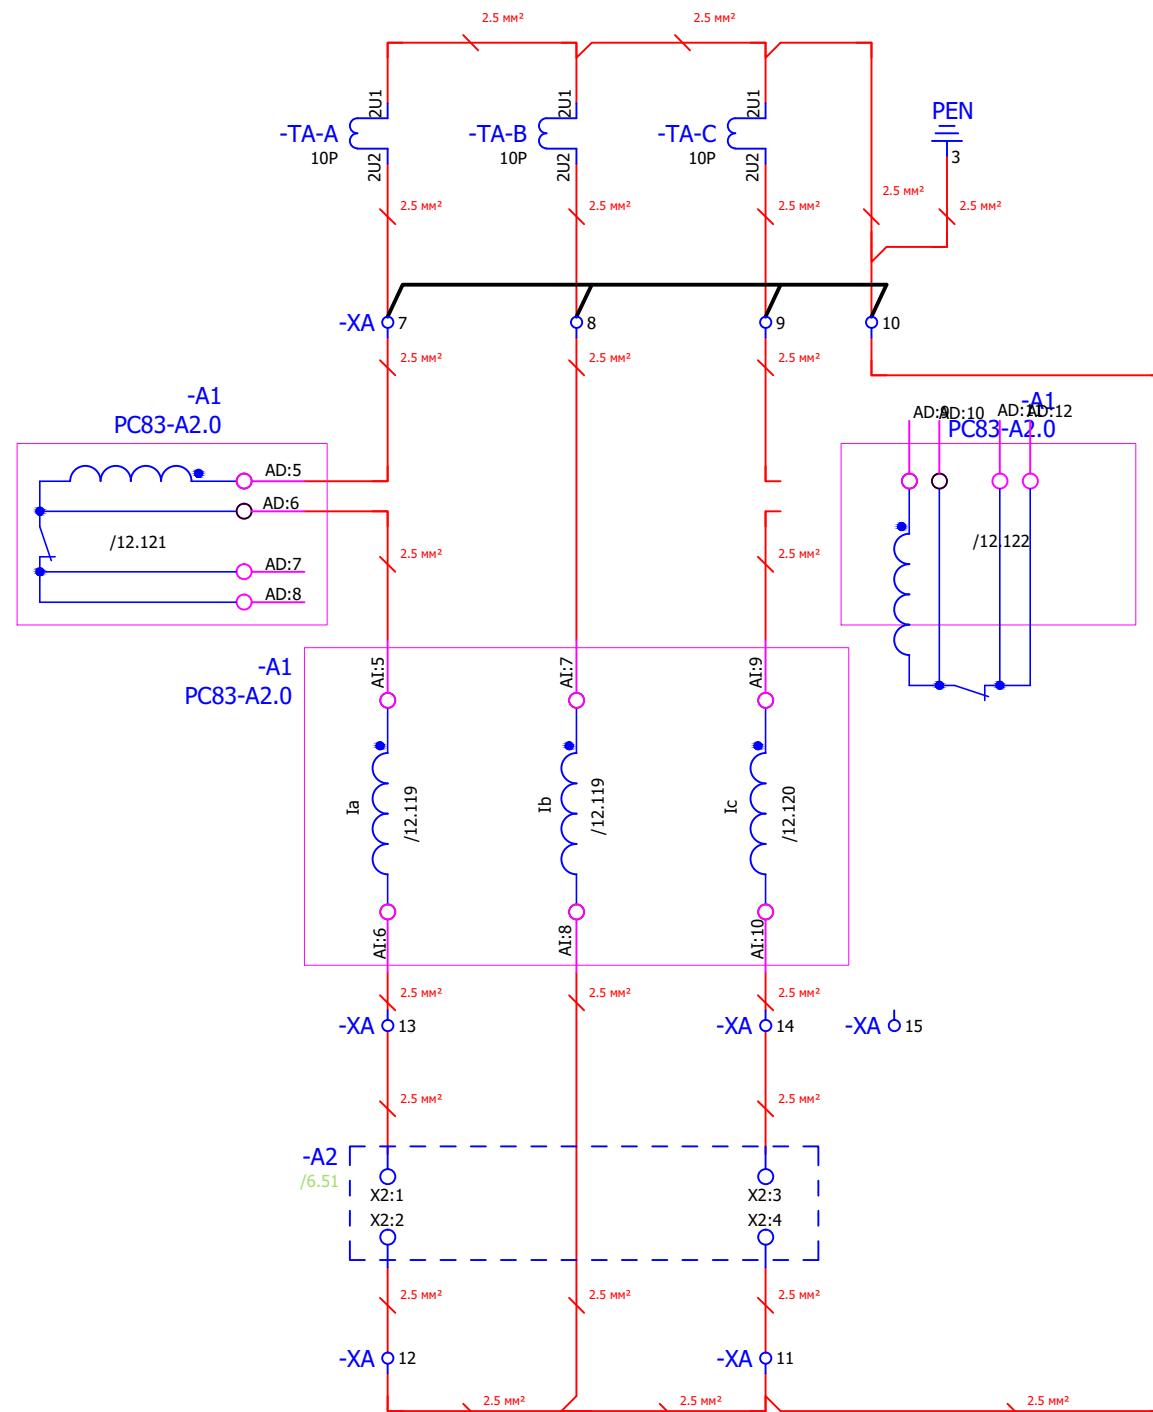 2.5 мм²
2.5 мм²
2U1
2U1
2U1
PEN
-TA-A
-TA-B
-TA-C
10P
10P
10P
3
2U2
2U2
2U2
2.5 мм²
2.5 мм²
2.5 мм²
2.5 мм²
2.5 мм²
-XA
7
8
9
10
2.5 мм²
2.5 мм²
2.5 мм²
-A1
PC83-A2.0
-A1
PC83-A2.0
AD:9
AD:10
AD:11
AD:12
AD:5
AD:6
/12.121
AD:7
AD:8
/12.122
2.5 мм²
2.5 мм²
-A1
PC83-A2.0
AI:5
AI:7
AI:9
Ia
/12.119
Ib
/12.119
Ic
/12.120
AI:6
AI:8
AI:10
2.5 мм²
2.5 мм²
2.5 мм²
-XA
13
-XA
14
-XA
15
2.5 мм²
2.5 мм²
-A2
/6.51
X2:1
X2:3
X2:2
X2:4
2.5 мм²
2.5 мм²
2.5 мм²
-XA
12
-XA
11
2.5 мм²
2.5 мм²
2.5 мм²